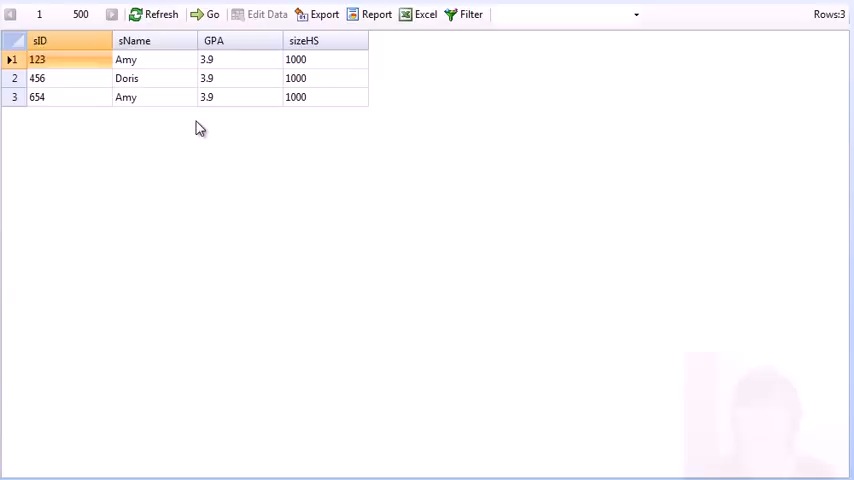 1 500 Refresh Go Edit Data Export Report Excel Filter Rows:3
sID sName GPA sizeHS
1 123 Amy 3.9 1000
2 456 Doris 3.9 1000
3 654 Amy 3.9 1000